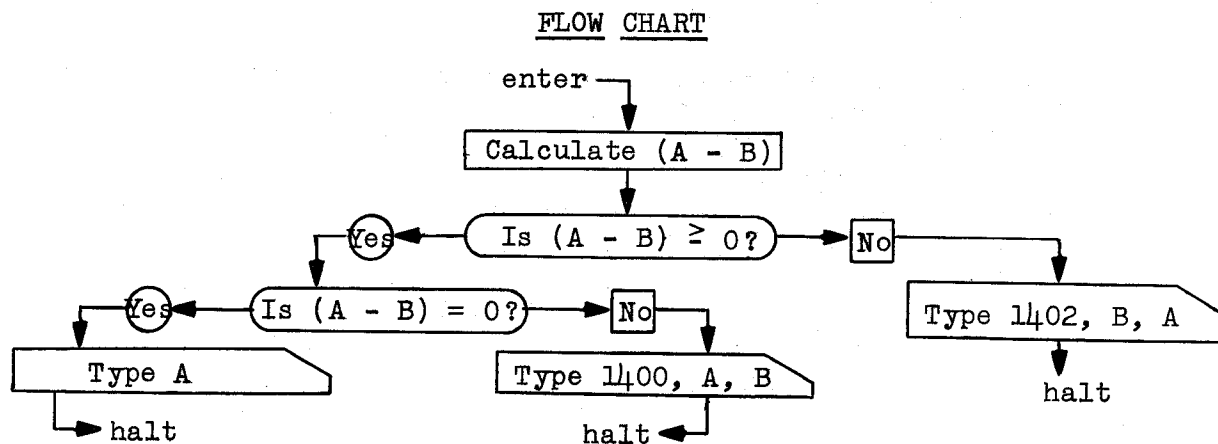 FLOW CHART
enter
Calculate (A - B)
Yes
Is (A - B) ≥ 0?
No
Yes
Is (A - B) = 0?
No
Type 1402, B, A
Type A
Type 1400, A, B
halt
halt
halt